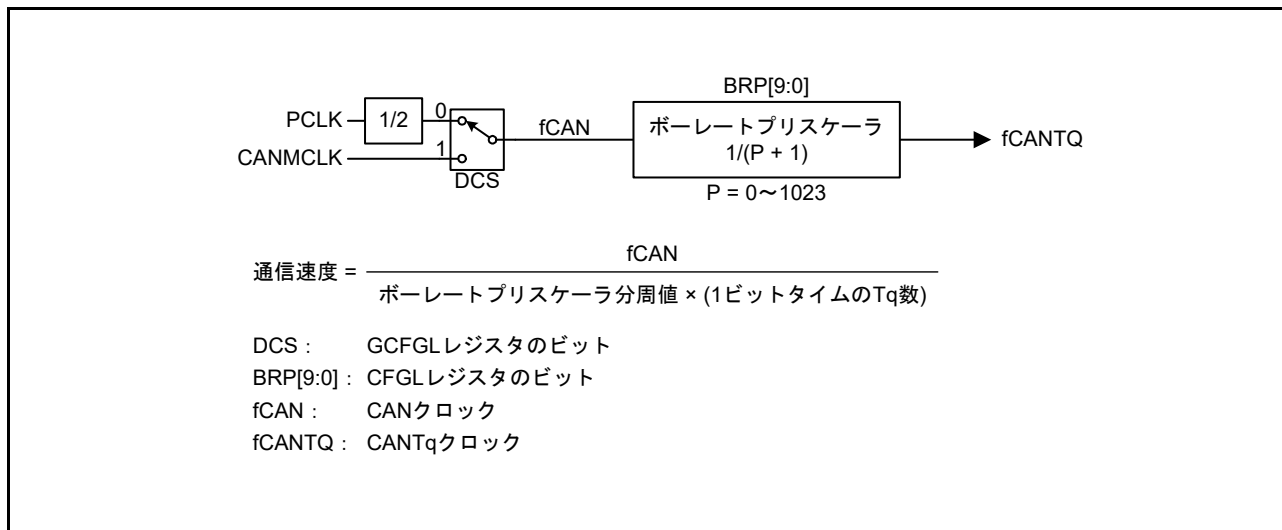 BRP[9:0]
PCLK
1/2
0
fCAN
ボーレートプリスケーラ
1/(P + 1)
fCANTQ
CANMCLK
1
DCS
P = 0～1023
通信速度 =
fCAN
ボーレートプリスケーラ分周値 × (1ビットタイムのTq数)
DCS : GCFGLレジスタのビット
BRP[9:0] : CFGLレジスタのビット
fCAN : CANクロック
fCANTQ : CANTqクロック